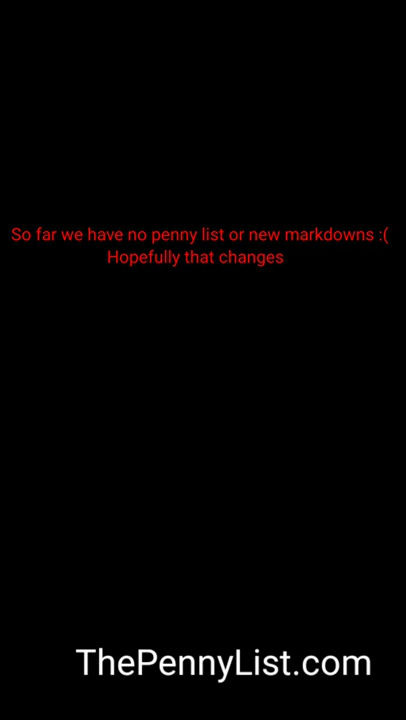 So far we have no penny list or new markdowns :(
Hopefully that changes
ThePennyList.com